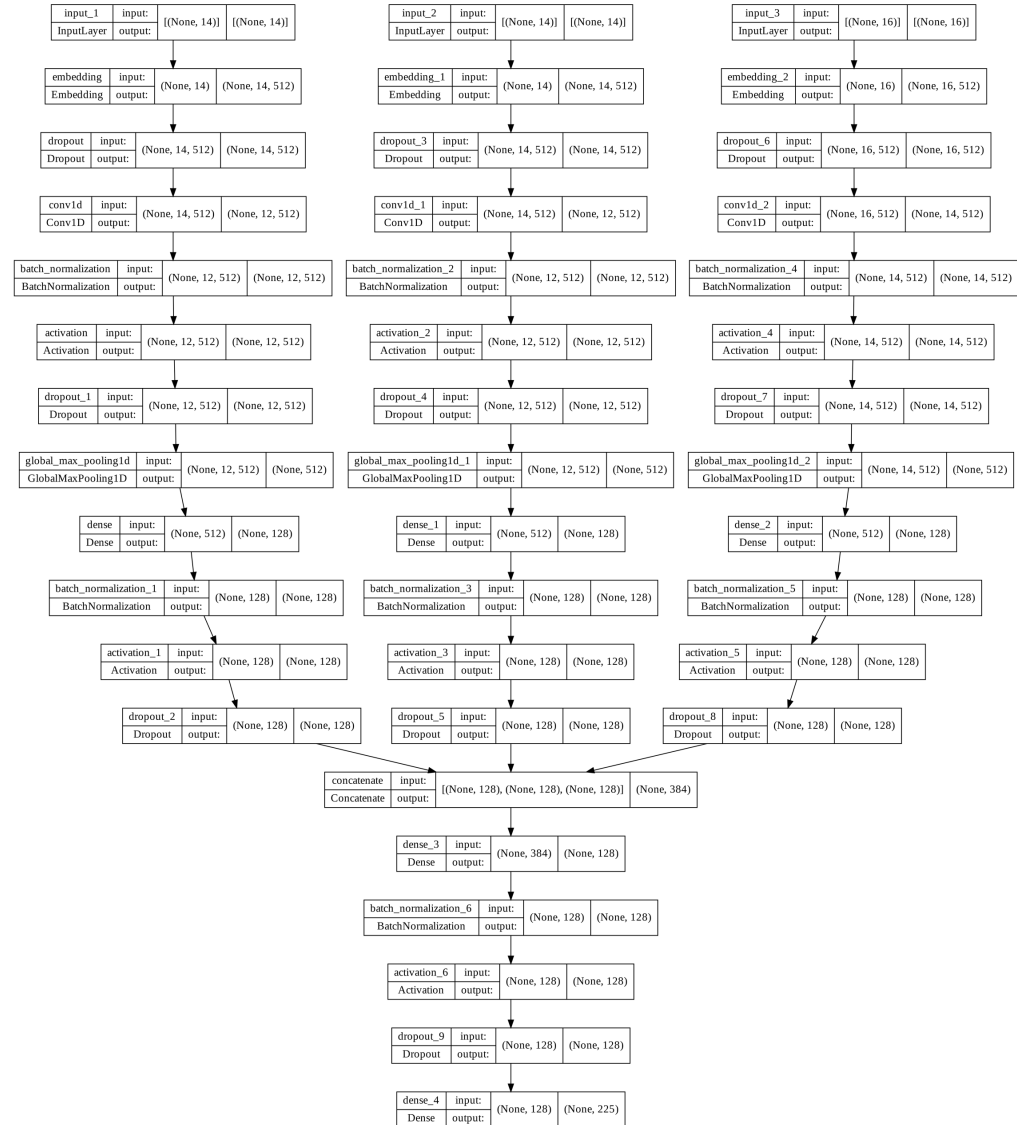 input_1 input: [(None, 14)] [(None, 14)] input_2 input: [(None, 14)] [(None, 14)] input_3 input: [(None, 16)] [(None, 16)]
InputLayer output: InputLayer output: InputLayer output:
embedding input: (None, 14) (None, 14, 512) embedding_1 input: (None, 14) (None, 14, 512) embedding_2 input: (None, 16) (None, 16, 512)
Embedding output: Embedding output: Embedding output:
dropout input: (None, 14, 512) (None, 14, 512) dropout_3 input: (None, 14, 512) (None, 14, 512) dropout_6 input: (None, 16, 512) (None, 16, 512)
Dropout output: Dropout output: Dropout output:
conv1d input: (None, 14, 512) (None, 12, 512) conv1d_1 input: (None, 14, 512) (None, 12, 512) conv1d_2 input: (None, 16, 512) (None, 14, 512)
Conv1D output: Conv1D output: Conv1D output:
batch_normalization input: (None, 12, 512) (None, 12, 512) batch_normalization_2 input: (None, 12, 512) (None, 12, 512) batch_normalization_4 input: (None, 14, 512) (None, 14, 512)
BatchNormalization output: BatchNormalization output: BatchNormalization output:
activation input: (None, 12, 512) (None, 12, 512) activation_2 input: (None, 12, 512) (None, 12, 512) activation_4 input: (None, 14, 512) (None, 14, 512)
Activation output: Activation output: Activation output:
dropout_1 input: (None, 12, 512) (None, 12, 512) dropout_4 input: (None, 12, 512) (None, 12, 512) dropout_7 input: (None, 14, 512) (None, 14, 512)
Dropout output: Dropout output: Dropout output:
global_max_pooling1d input: (None, 12, 512) (None, 512) global_max_pooling1d_1 input: (None, 12, 512) (None, 512) global_max_pooling1d_2 input: (None, 14, 512) (None, 512)
GlobalMaxPooling1D output: GlobalMaxPooling1D output: GlobalMaxPooling1D output:
dense input: (None, 512) (None, 128) dense_1 input: (None, 512) (None, 128) dense_2 input: (None, 512) (None, 128)
Dense output: Dense output: Dense output:
batch_normalization_1 input: (None, 128) (None, 128) batch_normalization_3 input: (None, 128) (None, 128) batch_normalization_5 input: (None, 128) (None, 128)
BatchNormalization output: BatchNormalization output: BatchNormalization output:
activation_1 input: (None, 128) (None, 128) activation_3 input: (None, 128) (None, 128) activation_5 input: (None, 128) (None, 128)
Activation output: Activation output: Activation output:
dropout_2 input: (None, 128) (None, 128) dropout_5 input: (None, 128) (None, 128) dropout_8 input: (None, 128) (None, 128)
Dropout output: Dropout output: Dropout output:
concatenate input: [(None, 128), (None, 128), (None, 128)] (None, 384)
Concatenate output:
dense_3 input: (None, 384) (None, 128)
Dense output:
batch_normalization_6 input: (None, 128) (None, 128)
BatchNormalization output:
activation_6 input: (None, 128) (None, 128)
Activation output:
dropout_9 input: (None, 128) (None, 128)
Dropout output:
dense_4 input: (None, 128) (None, 225)
Dense output: